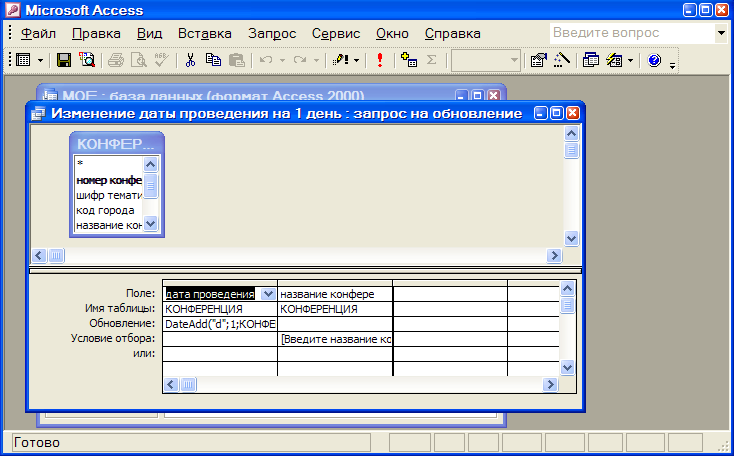 Microsoft Access
Файл Правка Вид Вставка Запрос Сервис Окно Справка Введите вопрос
МОЕ : база данных (формат Access 2000)
Изменение даты проведения на 1 день : запрос на обновление
КОНФЕР...
*
номер конфе
шифр темати
код города
название кон
Поле: дата проведения название конфере
Имя таблицы: КОНФЕРЕНЦИЯ КОНФЕРЕНЦИЯ
Обновление: DateAdd("d";1;КОНФЕ
Условие отбора: [Введите название ко
или:
Готово